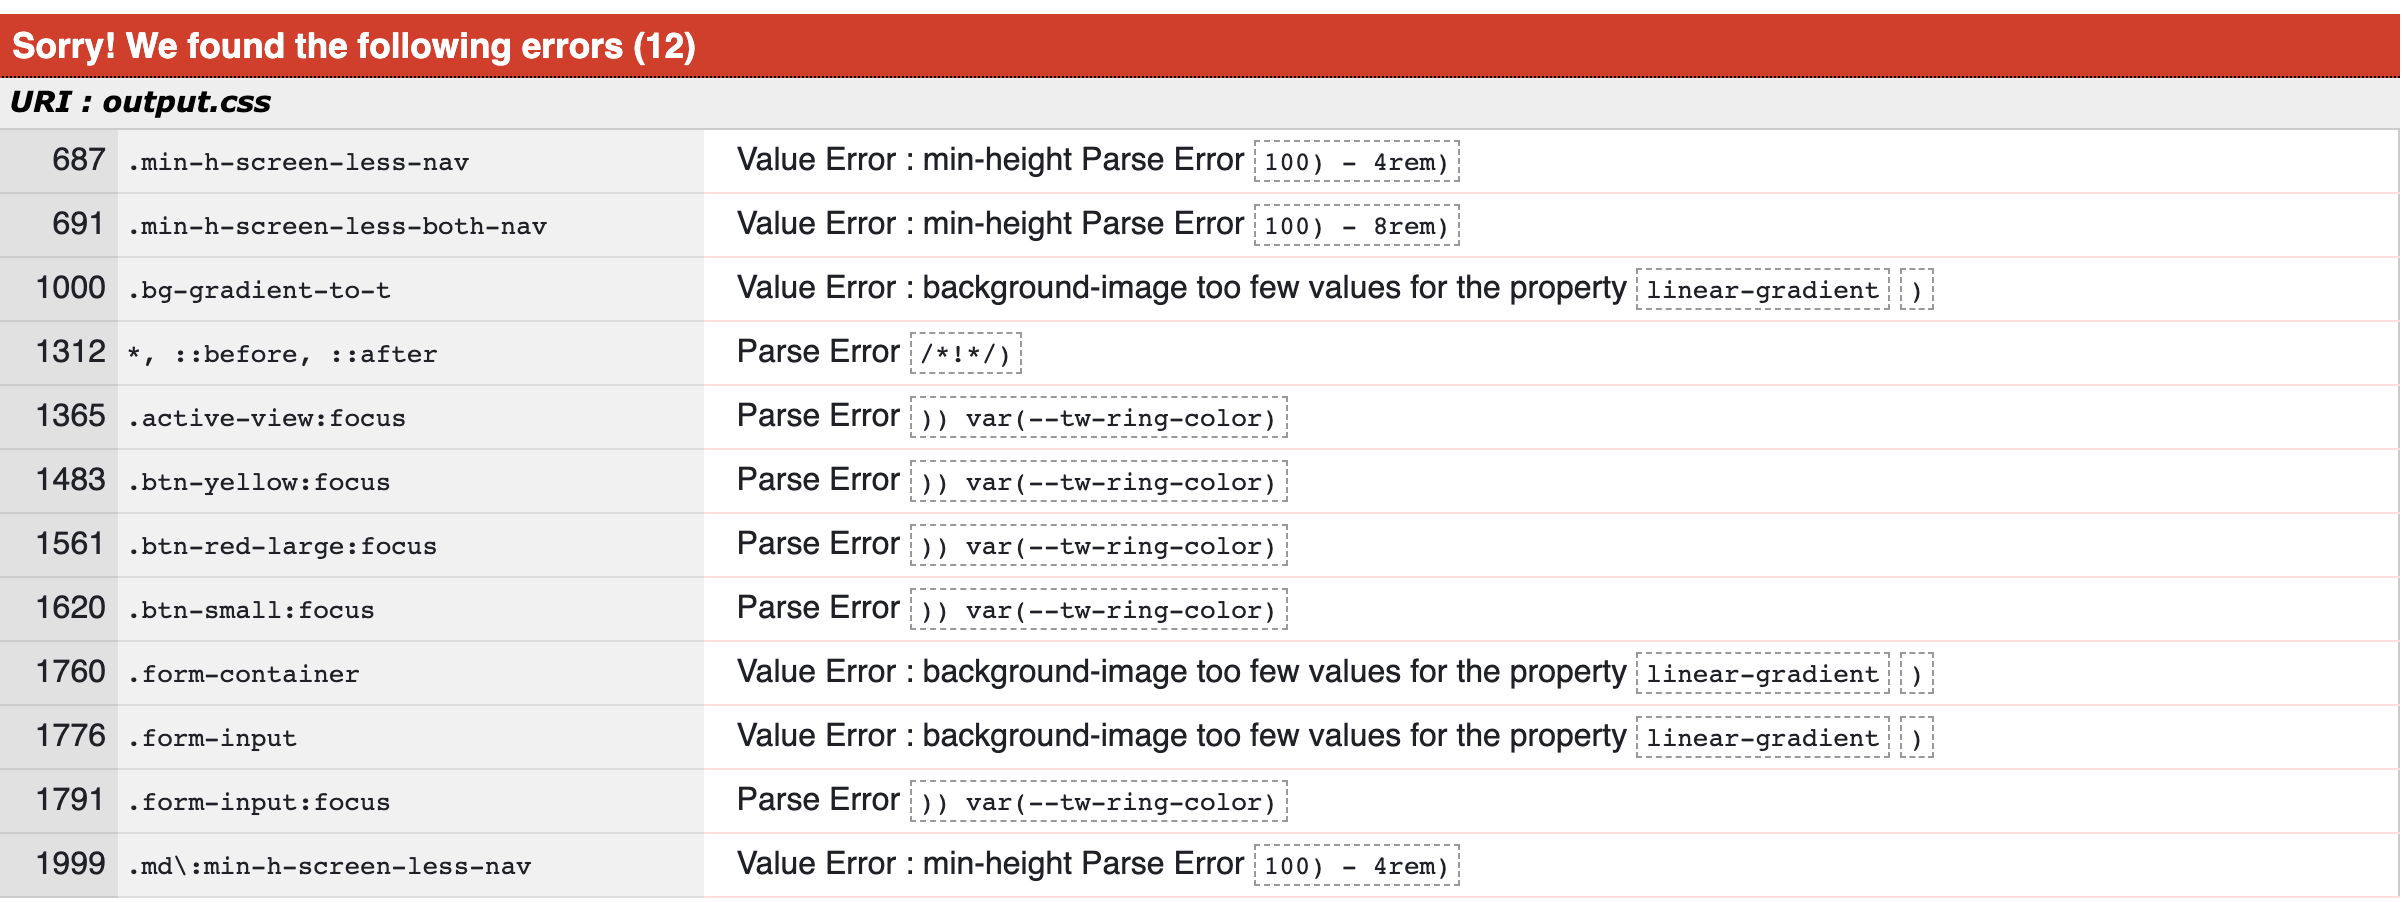 Sorry! We found the following errors (12)
URI : output.css
687 .min-h-screen-less-nav Value Error : min-height Parse Error 100) - 4rem)
691 .min-h-screen-less-both-nav Value Error : min-height Parse Error 100) - 8rem)
1000 .bg-gradient-to-t Value Error : background-image too few values for the property linear-gradient )
1312 *, ::before, ::after Parse Error /*!*/)
1365 .active-view:focus Parse Error )) var(--tw-ring-color)
1483 .btn-yellow:focus Parse Error )) var(--tw-ring-color)
1561 .btn-red-large:focus Parse Error )) var(--tw-ring-color)
1620 .btn-small:focus Parse Error )) var(--tw-ring-color)
1760 .form-container Value Error : background-image too few values for the property linear-gradient )
1776 .form-input Value Error : background-image too few values for the property linear-gradient )
1791 .form-input:focus Parse Error )) var(--tw-ring-color)
1999 .md\:min-h-screen-less-nav Value Error : min-height Parse Error 100) - 4rem)